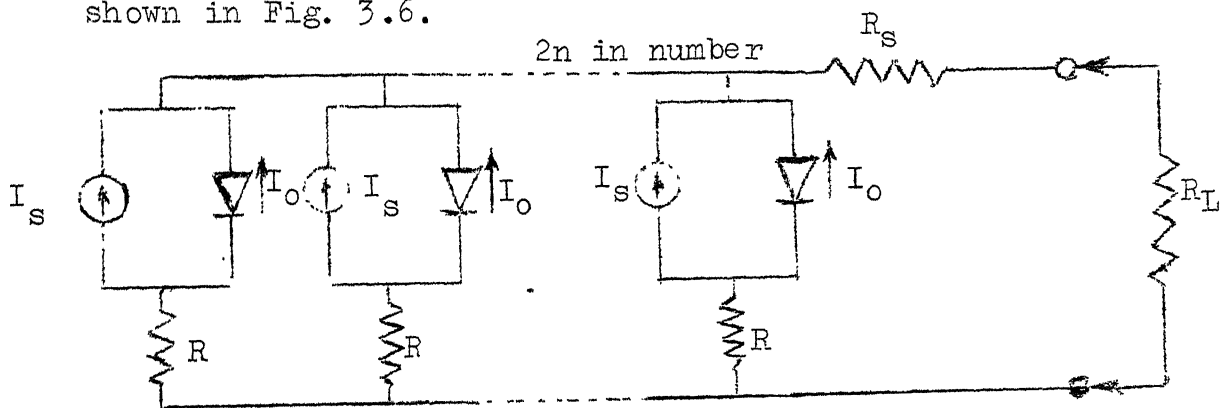 shown in Fig. 3.6.
2n in number
R_s
I_s
I_o
I_s
I_o
I_s
I_o
R_L
R
R
R